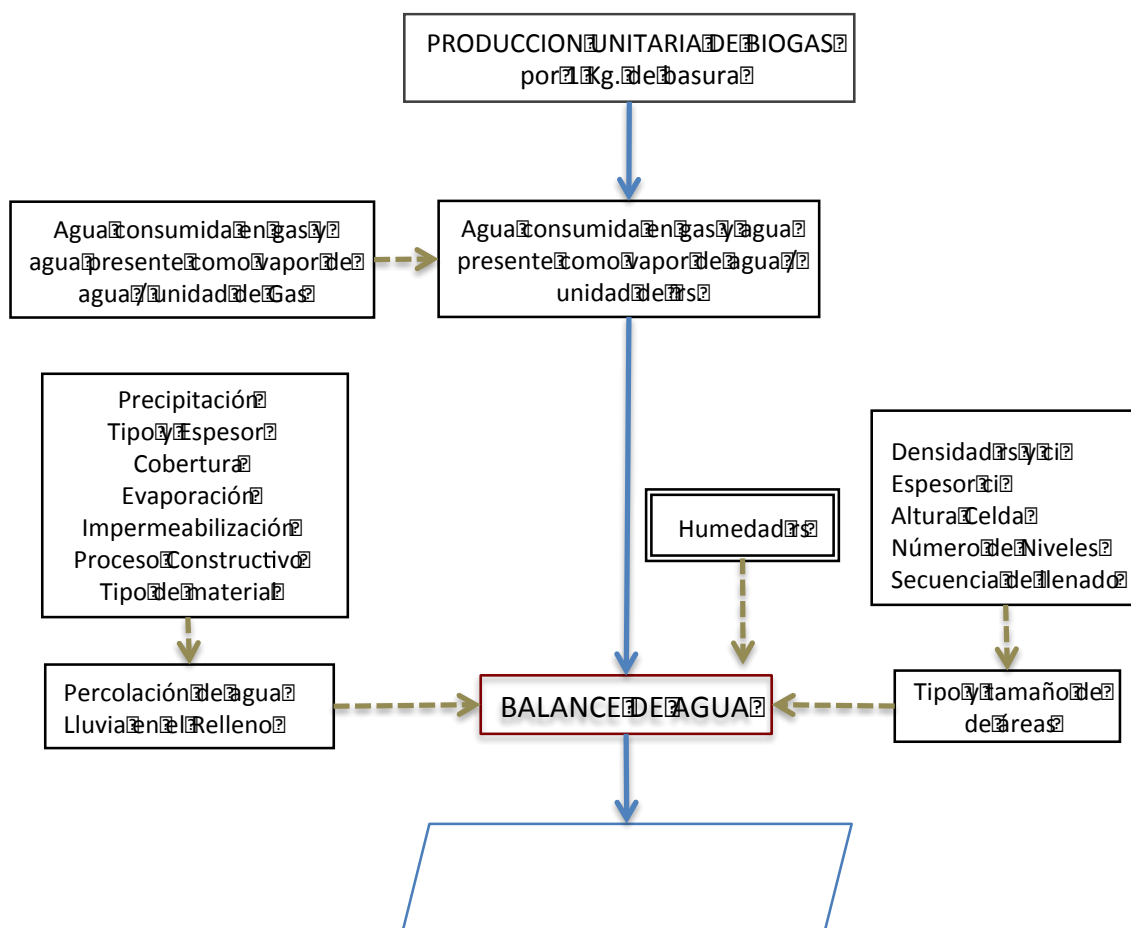 PRODUCCION UNITARIA DE BIOGAS
por 1 Kg. de basura
Agua consumida en gas y
agua presente como vapor de
agua / unidad de Gas
Agua consumida en gas y agua
presente como vapor de agua /
unidad de rs
Precipitación
Tipo y Espesor
Cobertura
Evaporación
Impermeabilización
Proceso Constructivo
Tipo de material
Densidad rs y ci
Espesor ci
Altura Celda
Número de Niveles
Secuencia de llenado
Humedad rs
Percolación de agua
Lluvia en el Relleno
BALANCE DE AGUA
Tipo y tamaño de
de áreas